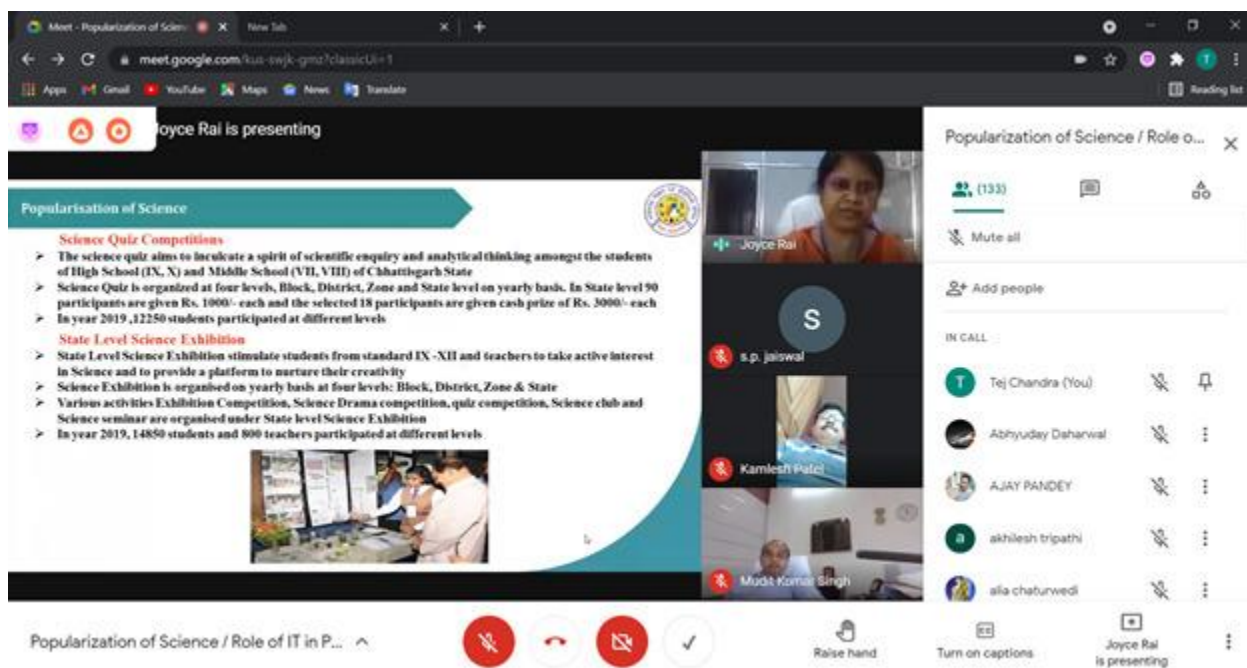 Meet - Popularization of Scien
New Tab
meet.google.com/kus-swjk-gmz?classicUi=1
Apps
Gmail
YouTube
Maps
News
Translate
Reading list
Joyce Rai is presenting
Popularisation of Science
Science Quiz Competitions
The science quiz aims to inculcate a spirit of scientific enquiry and analytical thinking amongst the students
of High School (IX, X) and Middle School (VII, VIII) of Chhattisgarh State
Science Quiz is organized at four levels, Block, District, Zone and State level on yearly basis. In State level 90
participants are given Rs. 1000/- each and the selected 18 participants are given cash prize of Rs. 3000/- each
In year 2019 ,12250 students participated at different levels
State Level Science Exhibition
State Level Science Exhibition stimulate students from standard IX -XII and teachers to take active interest
in Science and to provide a platform to nurture their creativity
Science Exhibition is organised on yearly basis at four levels: Block, District, Zone & State
Various activities Exhibition Competition, Science Drama competition, quiz competition, Science club and
Science seminar are organised under State level Science Exhibition
In year 2019, 14850 students and 800 teachers participated at different levels
Joyce Rai
S
s.p. jaiswal
Kamlesh Patel
Mudit Kumar Singh
Popularization of Science / Role o...
(133)
Mute all
Add people
IN CALL
T
Tej Chandra (You)
Abhyuday Daharwal
AJAY PANDEY
a
akhilesh tripathi
alia chaturwedi
Popularization of Science / Role of IT in P...
Raise hand
Turn on captions
Joyce Rai
is presenting